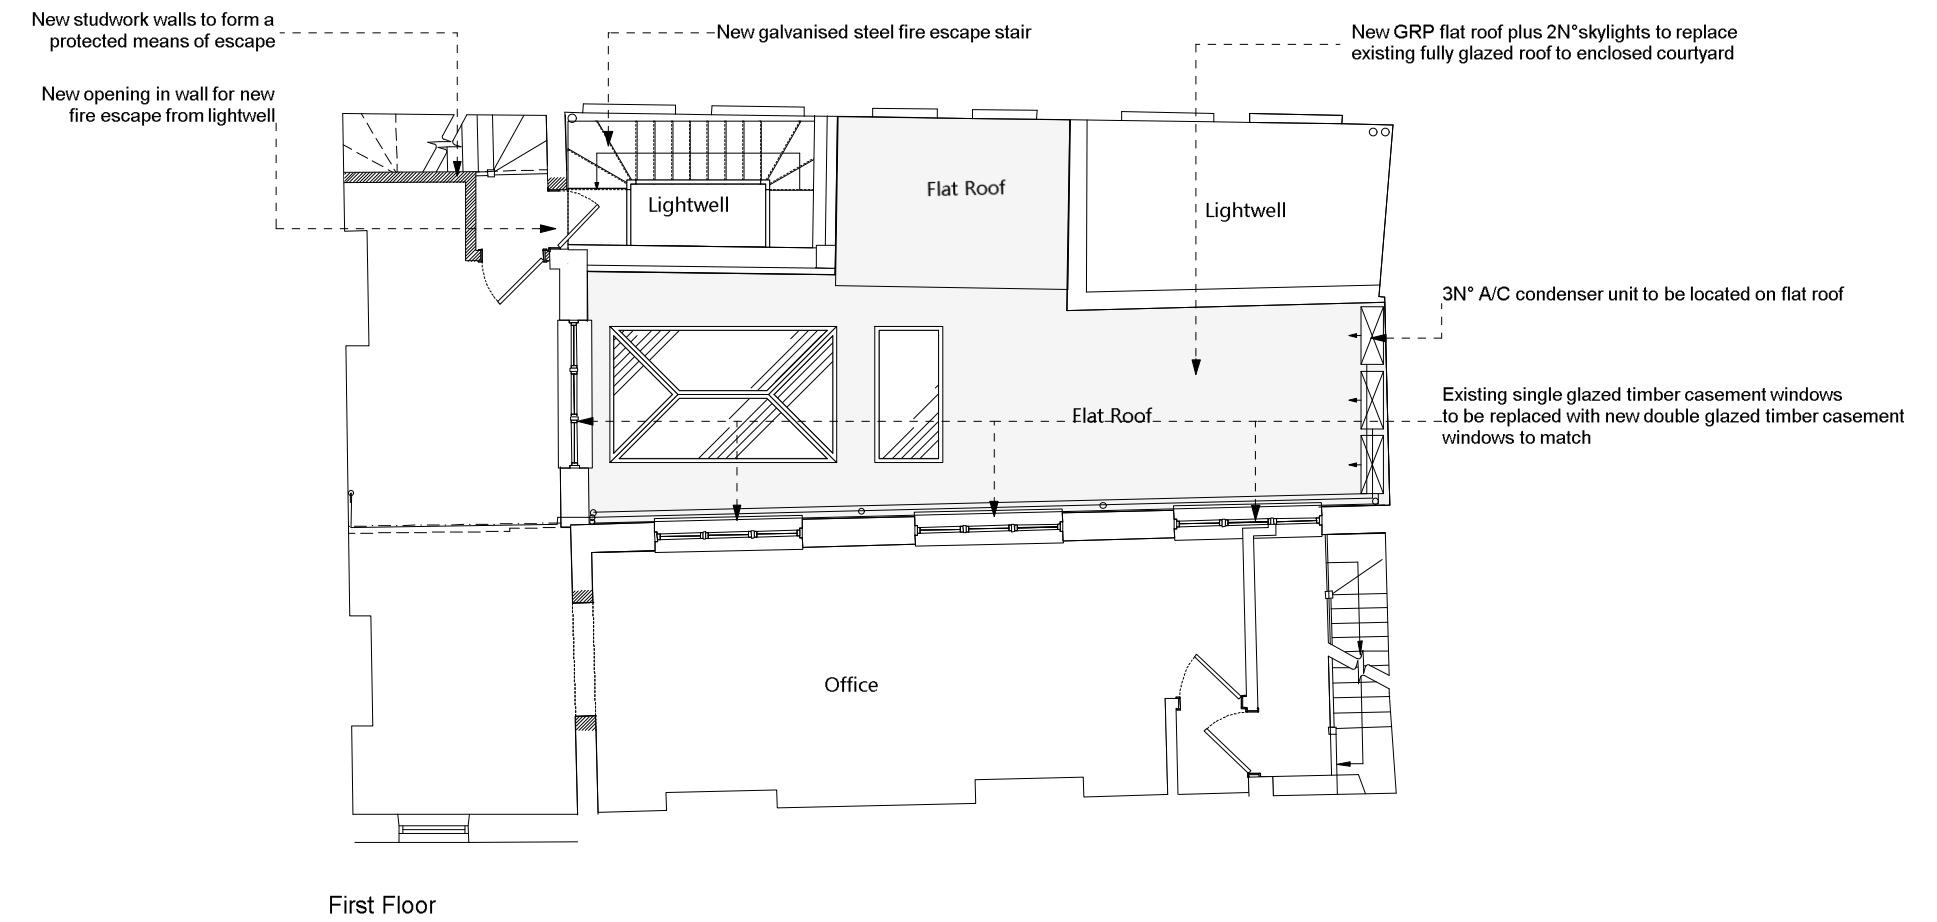 New studwork walls to form a
protected means of escape
New galvanised steel fire escape stair
New GRP flat roof plus 2N°skylights to replace
existing fully glazed roof to enclosed courtyard
New opening in wall for new
fire escape from lightwell
Lightwell
Flat Roof
Lightwell
3N° A/C condenser unit to be located on flat roof
Flat Roof
Existing single glazed timber casement windows
to be replaced with new double glazed timber casement
windows to match
Office
First Floor